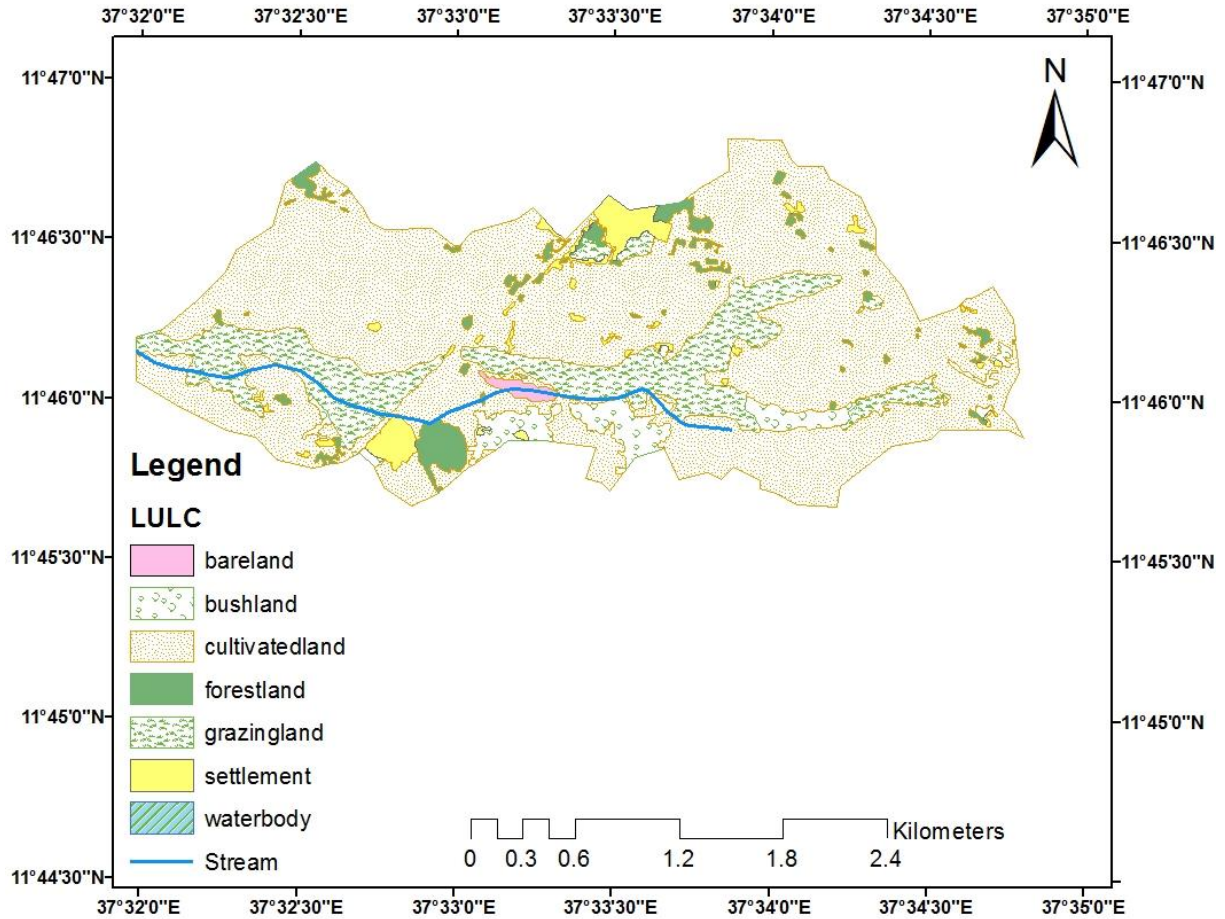 37°32'0"E 37°32'30"E 37°33'0"E 37°33'30"E 37°34'0"E 37°34'30"E 37°35'0"E
N
11°47'0"N 11°47'0"N
11°46'30"N 11°46'30"N
11°46'0"N 11°46'0"N
Legend
LULC
11°45'30"N 11°45'30"N
bareland
bushland
cultivatedland
forestland
11°45'0"N 11°45'0"N
grazingland
settlement
waterbody
Stream
Kilometers
0 0.3 0.6 1.2 1.8 2.4
11°44'30"N
37°32'0"E 37°32'30"E 37°33'0"E 37°33'30"E 37°34'0"E 37°34'30"E 37°35'0"E